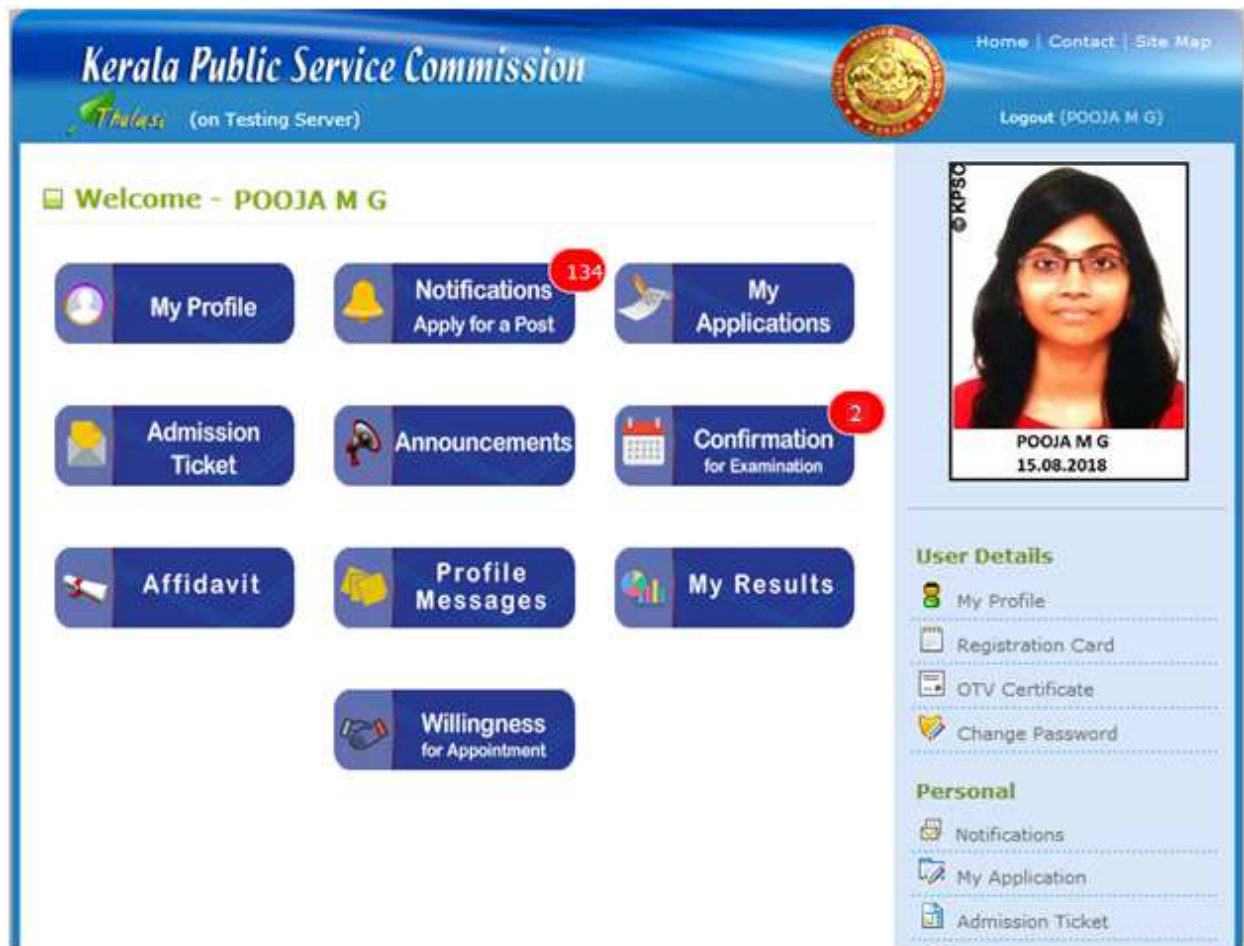 Kerala Public Service Commission
Home | Contact | Site Map
Thulasi (on Testing Server)
Logout (POOJA M G)
Welcome - POOJA M G
My Profile
Notifications
134
Apply for a Post
My
Applications
Admission
Ticket
Announcements
Confirmation
2
for Examination
Affidavit
Profile
Messages
My Results
Willingness
for Appointment
©KPSC
POOJA M G
15.08.2018
User Details
My Profile
Registration Card
OTV Certificate
Change Password
Personal
Notifications
My Application
Admission Ticket